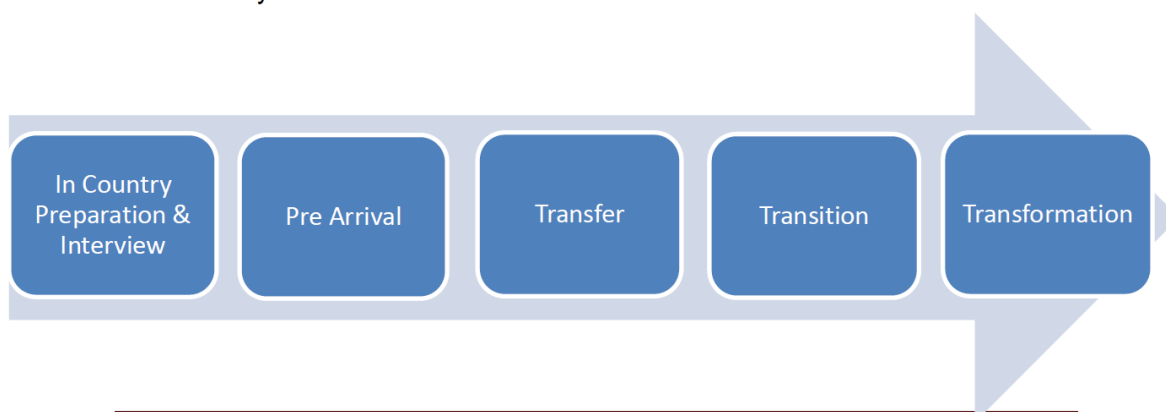 In Country
Preparation &
Interview
Pre Arrival
Transfer
Transition
Transformation